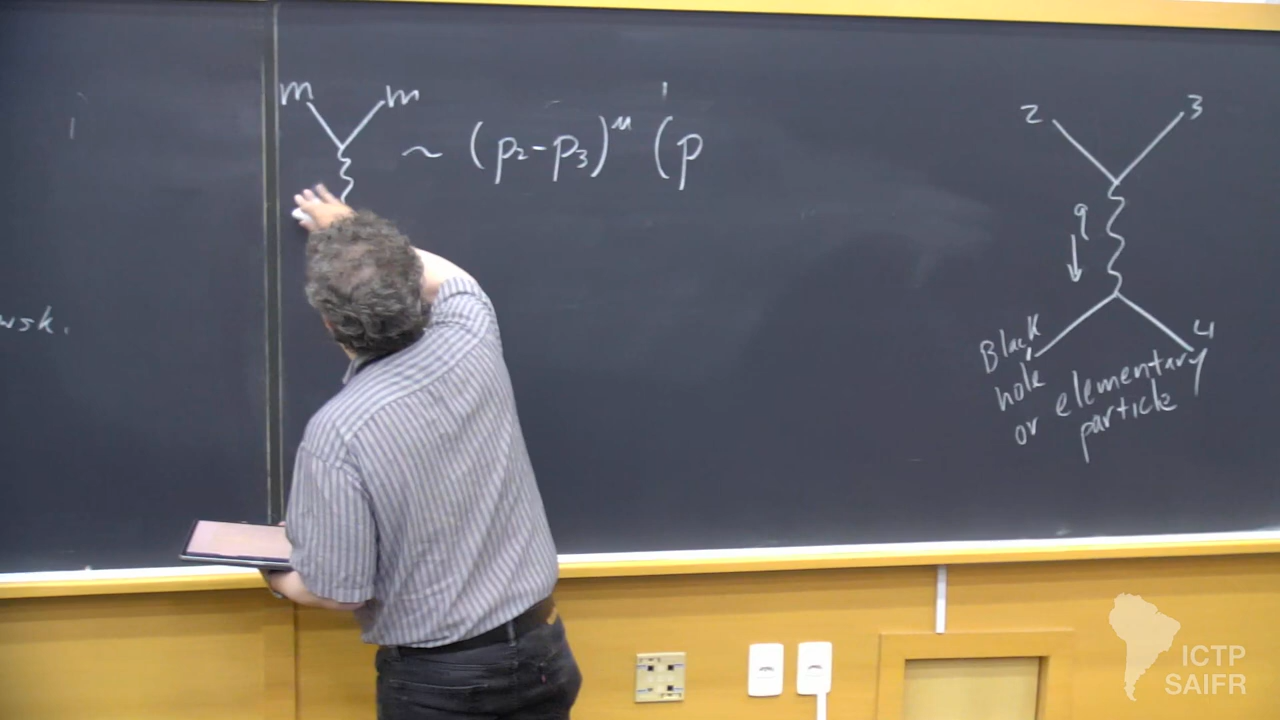 wsk.
m m
~ (p₂-p₃)ᵐ (p
2 3
q
4
Black
hole
or elementary
particle
ICTP
SAIFR